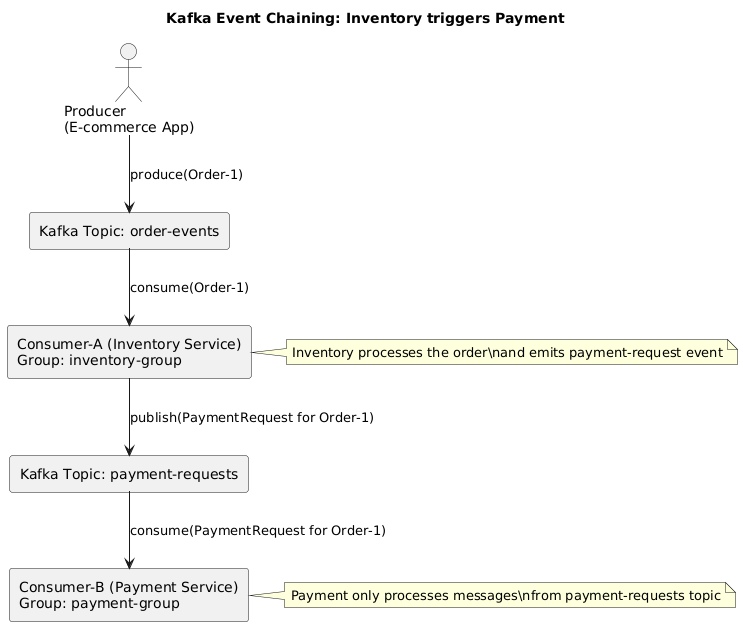 Kafka Event Chaining: Inventory triggers Payment
Producer
(E-commerce App)
produce(Order-1)
Kafka Topic: order-events
consume(Order-1)
Consumer-A (Inventory Service)
Group: inventory-group
Inventory processes the order\nand emits payment-request event
publish(PaymentRequest for Order-1)
Kafka Topic: payment-requests
consume(PaymentRequest for Order-1)
Consumer-B (Payment Service)
Group: payment-group
Payment only processes messages\nfrom payment-requests topic